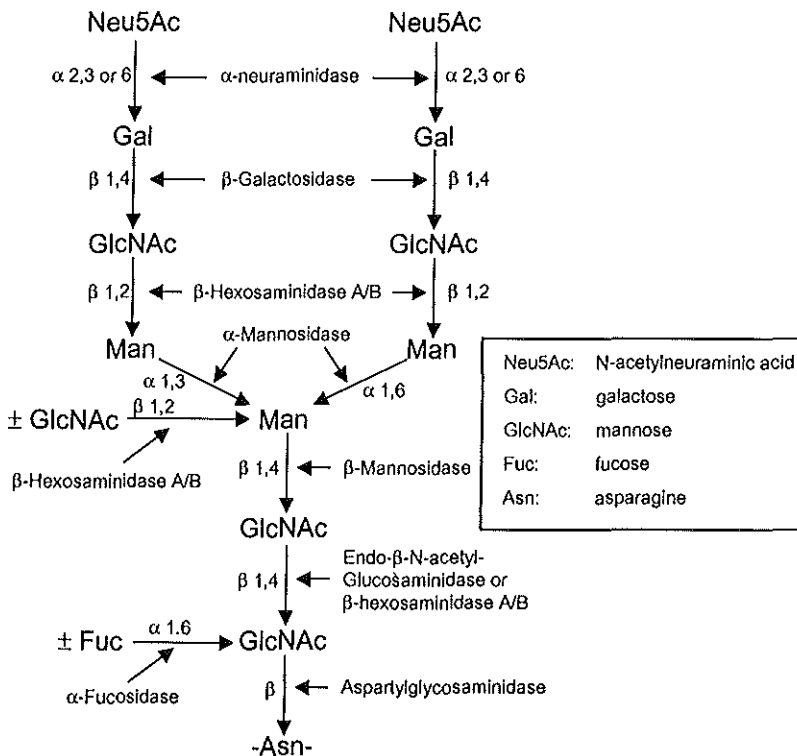 Neu5Ac Neu5Ac
α 2,3 or 6 α-neuraminidase α 2,3 or 6
Gal Gal
β 1,4 β-Galactosidase β 1,4
GlcNAc GlcNAc
β 1,2 β-Hexosaminidase A/B β 1,2
α-Mannosidase
Man Man
α 1,3 α 1,6
± GlcNAc β 1,2 Man
β-Hexosaminidase A/B
β 1,4 β-Mannosidase
GlcNAc
β 1,4 Endo-β-N-acetyl-
Glucosaminidase or
β-hexosaminidase A/B
± Fuc α 1.6 GlcNAc
α-Fucosidase
β Aspartylglycosaminidase
-Asn-
Neu5Ac: N-acetylneuraminic acid
Gal: galactose
GlcNAc: mannose
Fuc: fucose
Asn: asparagine